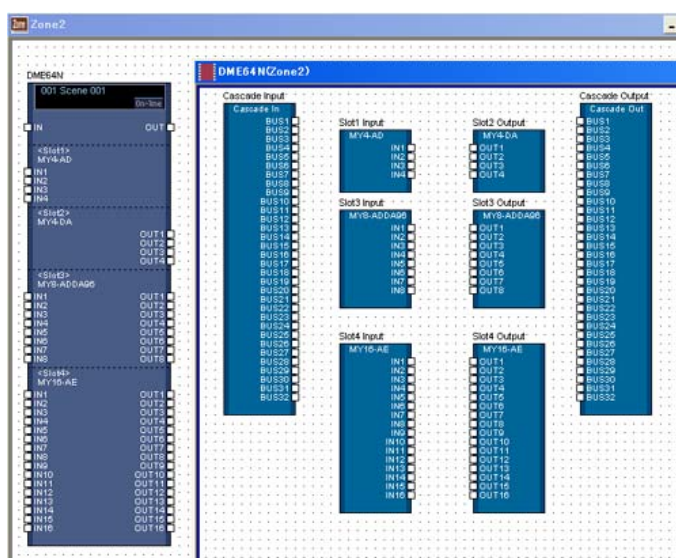 Zone2
DME64N
001 Scene 001
On-line
IN OUT
<Slot1>
MY4-AD
IN1
IN2
IN3
IN4
<Slot2>
MY4-DA
OUT1
OUT2
OUT3
OUT4
<Slot3>
MY8-ADDA96
IN1 OUT1
IN2 OUT2
IN3 OUT3
IN4 OUT4
IN5 OUT5
IN6 OUT6
IN7 OUT7
IN8 OUT8
<Slot4>
MY16-AE
IN1 OUT1
IN2 OUT2
IN3 OUT3
IN4 OUT4
IN5 OUT5
IN6 OUT6
IN7 OUT7
IN8 OUT8
IN9 OUT9
IN10 OUT10
IN11 OUT11
IN12 OUT12
IN13 OUT13
IN14 OUT14
IN15 OUT15
IN16 OUT16
DME64N(Zone2)
Cascade Input
Cascade In
BUS1
BUS2
BUS3
BUS4
BUS5
BUS6
BUS7
BUS8
BUS9
BUS10
BUS11
BUS12
BUS13
BUS14
BUS15
BUS16
BUS17
BUS18
BUS19
BUS20
BUS21
BUS22
BUS23
BUS24
BUS25
BUS26
BUS27
BUS28
BUS29
BUS30
BUS31
BUS32
Slot1 Input
MY4-AD
IN1
IN2
IN3
IN4
Slot3 Input
MY8-ADDA96
IN1
IN2
IN3
IN4
IN5
IN6
IN7
IN8
Slot4 Input
MY16-AE
IN1
IN2
IN3
IN4
IN5
IN6
IN7
IN8
IN9
IN10
IN11
IN12
IN13
IN14
IN15
IN16
Slot2 Output
MY4-DA
OUT1
OUT2
OUT3
OUT4
Slot3 Output
MY8-ADDA96
OUT1
OUT2
OUT3
OUT4
OUT5
OUT6
OUT7
OUT8
Slot4 Output
MY16-AE
OUT1
OUT2
OUT3
OUT4
OUT5
OUT6
OUT7
OUT8
OUT9
OUT10
OUT11
OUT12
OUT13
OUT14
OUT15
OUT16
Cascade Output
Cascade Out
BUS1
BUS2
BUS3
BUS4
BUS5
BUS6
BUS7
BUS8
BUS9
BUS10
BUS11
BUS12
BUS13
BUS14
BUS15
BUS16
BUS17
BUS18
BUS19
BUS20
BUS21
BUS22
BUS23
BUS24
BUS25
BUS26
BUS27
BUS28
BUS29
BUS30
BUS31
BUS32